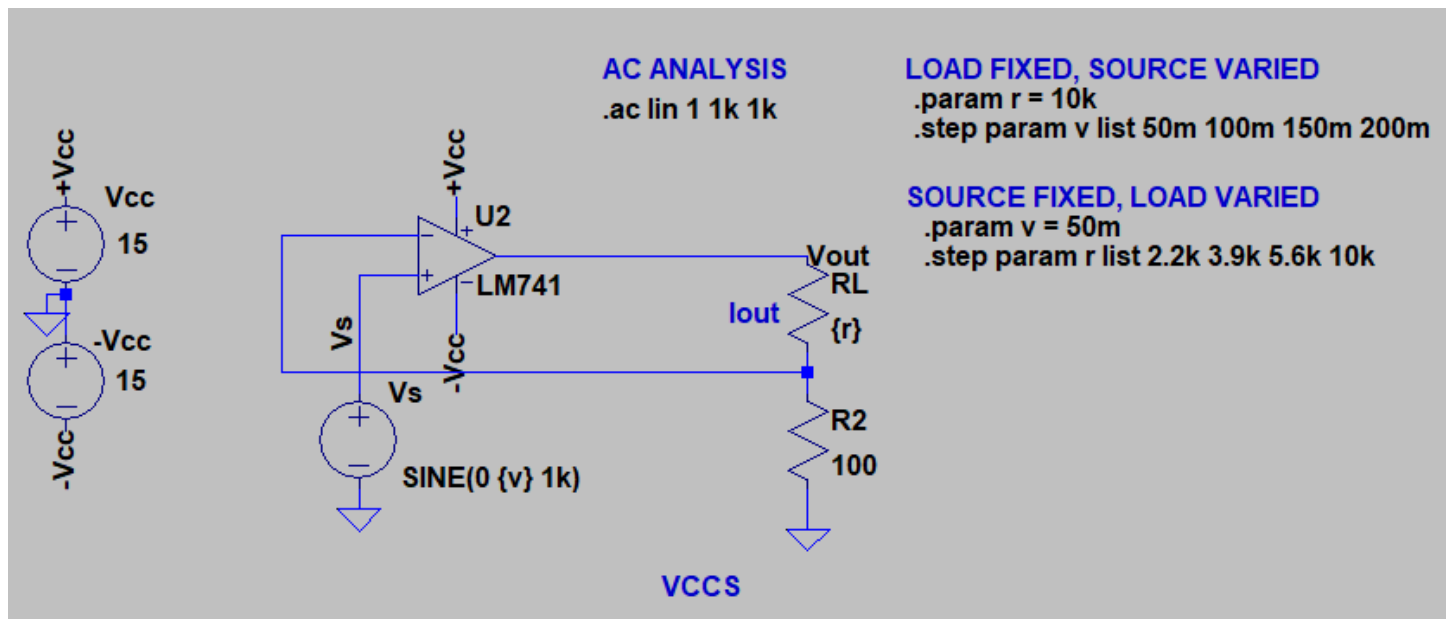 AC ANALYSIS
.ac lin 1 1k 1k
LOAD FIXED, SOURCE VARIED
.param r = 10k
.step param v list 50m 100m 150m 200m
SOURCE FIXED, LOAD VARIED
.param v = 50m
.step param r list 2.2k 3.9k 5.6k 10k
+Vcc
Vcc
15
-Vcc
15
-Vcc
+Vcc
U2
LM741
-Vcc
Vs
Vs
SINE(0 {v} 1k)
Vout
RL
Iout
{r}
R2
100
VCCS